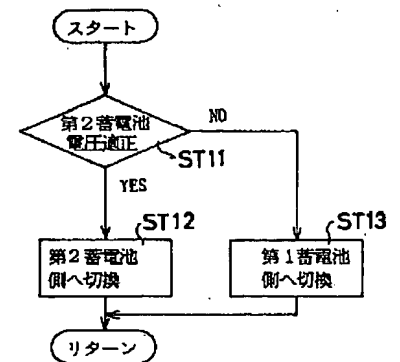 スタート
第2蓄電池
電圧適正
NO
ST11
YES
ST12
ST13
第2蓄電池
側へ切換
第1蓄電池
側へ切換
リターン